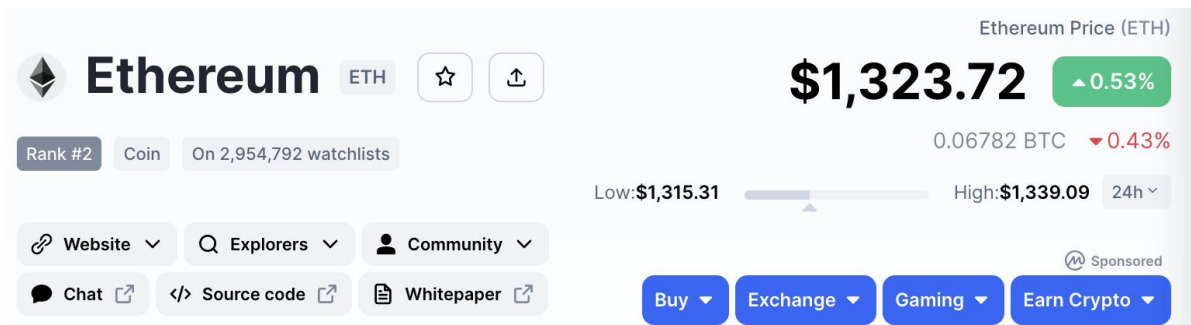 Ethereum Price (ETH)
Ethereum ETH $1,323.72 0.53%
Rank #2 Coin On 2,954,792 watchlists 0.06782 BTC 0.43%
Low:$1,315.31 High:$1,339.09 24h
Website Explorers Community
Sponsored
Chat Source code Whitepaper Buy Exchange Gaming Earn Crypto